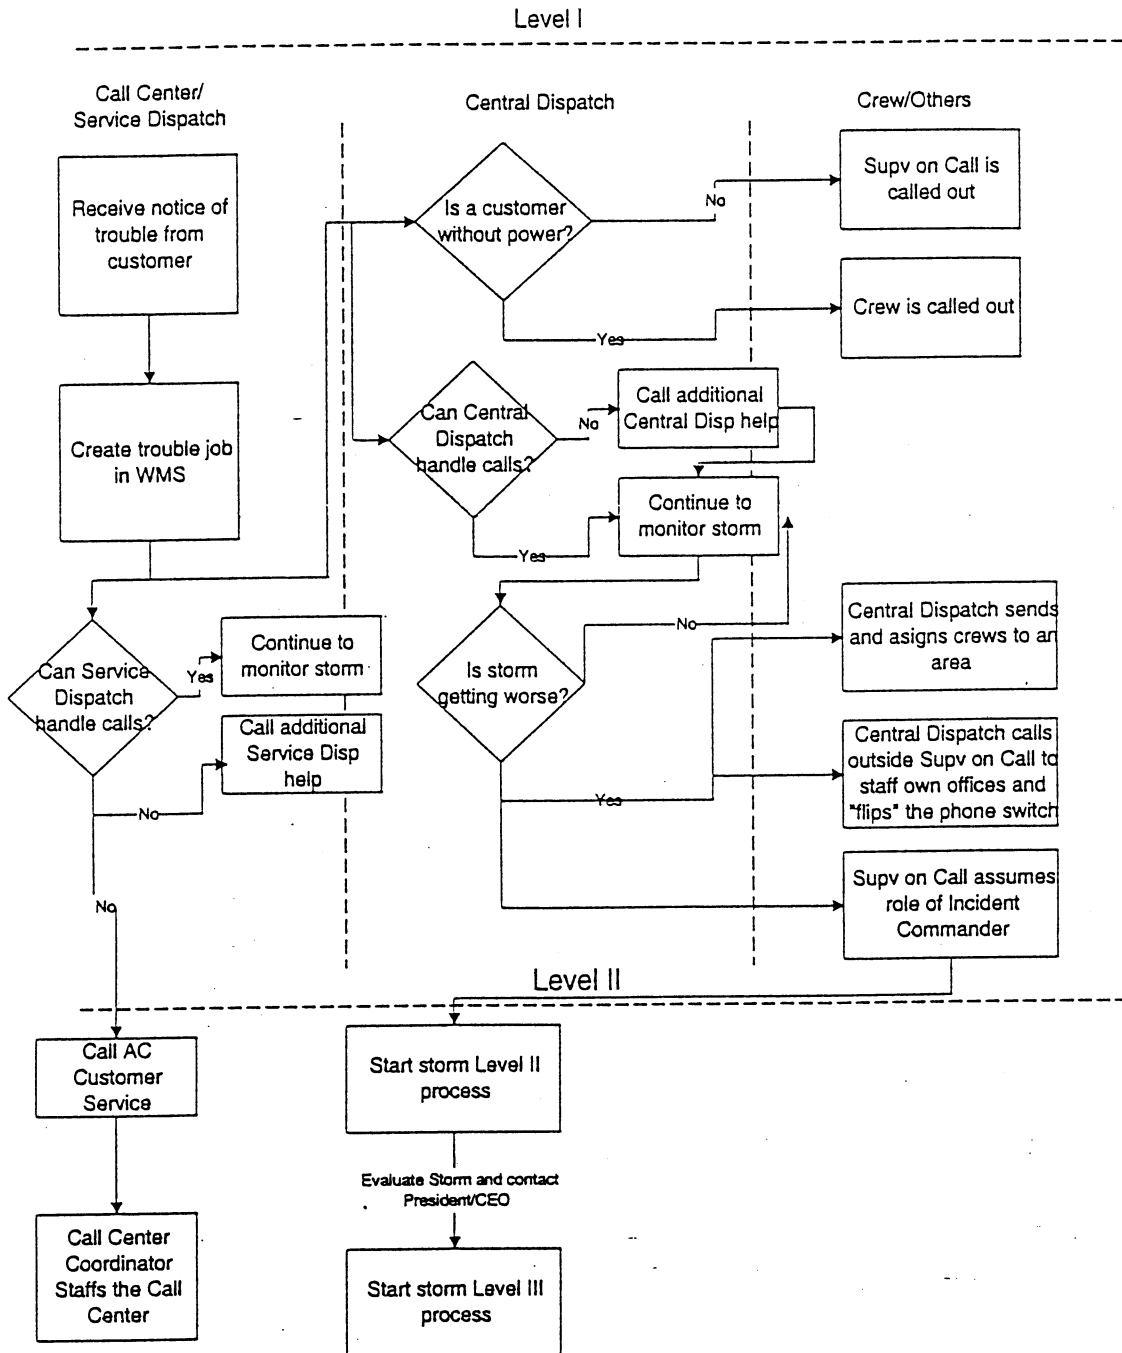 Level I
Call Center/
Service Dispatch
Central Dispatch
Crew/Others
Receive notice of
trouble from
customer
Is a customer
without power?
No
Supv on Call is
called out
Yes
Crew is called out
Create trouble job
in WMS
Can Central
Dispatch
handle calls?
No
Call additional
Central Disp help
Yes
Continue to
monitor storm
Can Service
Dispatch
handle calls?
Yes
Continue to
monitor storm
Call additional
Service Disp
help
No
No
Is storm
getting worse?
No
Yes
Central Dispatch sends
and asigns crews to an
area
Central Dispatch calls
outside Supv on Call to
staff own offices and
"flips" the phone switch
Supv on Call assumes
role of Incident
Commander
Level II
Call AC
Customer
Service
Start storm Level II
process
Evaluate Storm and contact
President/CEO
Call Center
Coordinator
Staffs the Call
Center
Start storm Level III
process